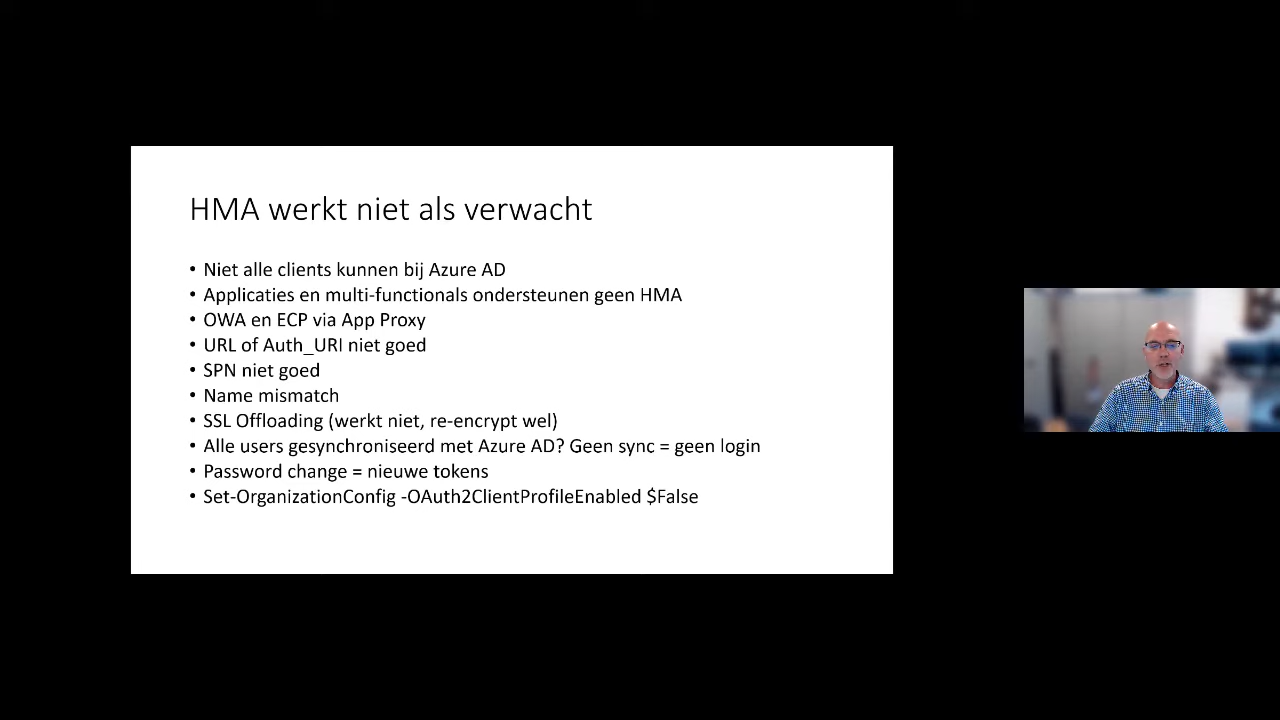 HMA werkt niet als verwacht
• Niet alle clients kunnen bij Azure AD
• Applicaties en multi-functionals ondersteunen geen HMA
• OWA en ECP via App Proxy
• URL of Auth_URI niet goed
• SPN niet goed
• Name mismatch
• SSL Offloading (werkt niet, re-encrypt wel)
• Alle users gesynchroniseerd met Azure AD? Geen sync = geen login
• Password change = nieuwe tokens
• Set-OrganizationConfig -OAuth2ClientProfileEnabled $False